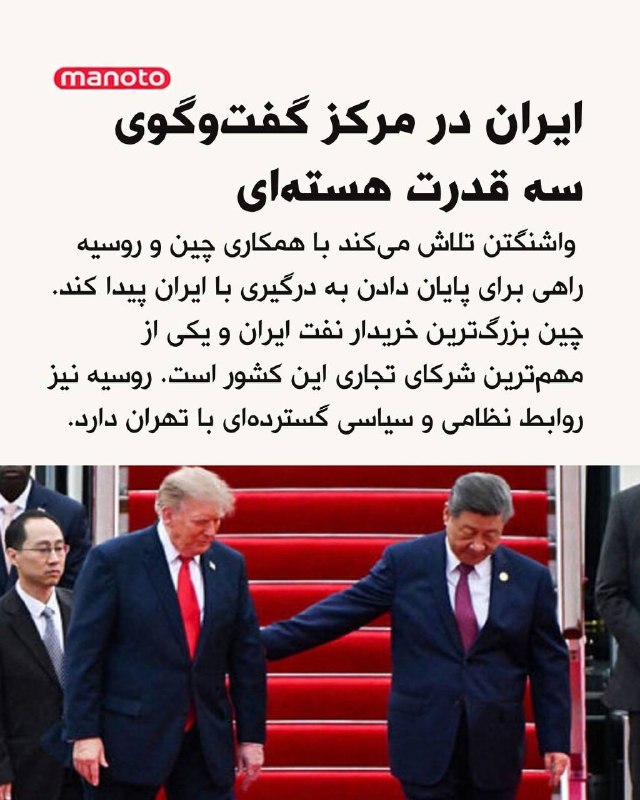 manoto
ایران در مرکز گفت‌وگوی
سه قدرت هسته‌ای
واشنگتن تلاش می‌کند با همکاری چین و روسیه
راهی برای پایان دادن به درگیری با ایران پیدا کند.
چین بزرگ‌ترین خریدار نفت ایران و یکی از
مهم‌ترین شرکای تجاری این کشور است. روسیه نیز
روابط نظامی و سیاسی گسترده‌ای با تهران دارد.